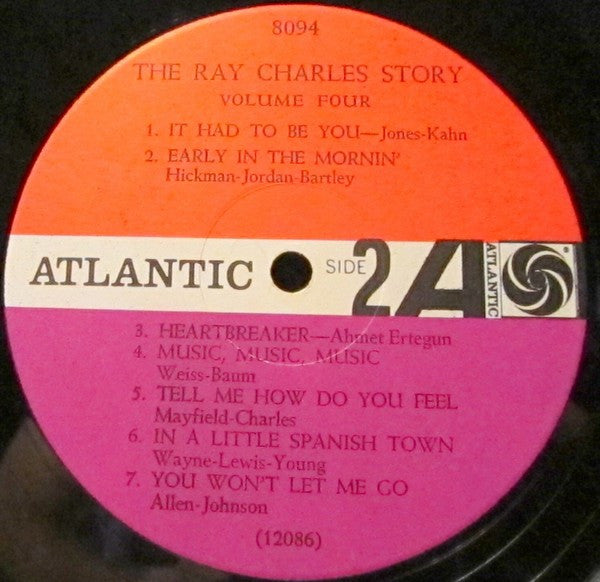 8094
THE RAY CHARLES STORY
VOLUME FOUR
1. IT HAD TO BE YOU—Jones-Kahn
2. EARLY IN THE MORNIN'
Hickman-Jordan-Bartley
ATLANTIC SIDE 2 A ATLANTIC ®
3. HEARTBREAKER—Ahmet Ertegun
4. MUSIC, MUSIC, MUSIC
Weiss-Baum
5. TELL ME HOW DO YOU FEEL
Mayfield-Charles
6. IN A LITTLE SPANISH TOWN
Wayne-Lewis-Young
7. YOU WON'T LET ME GO
Allen-Johnson
(12086)